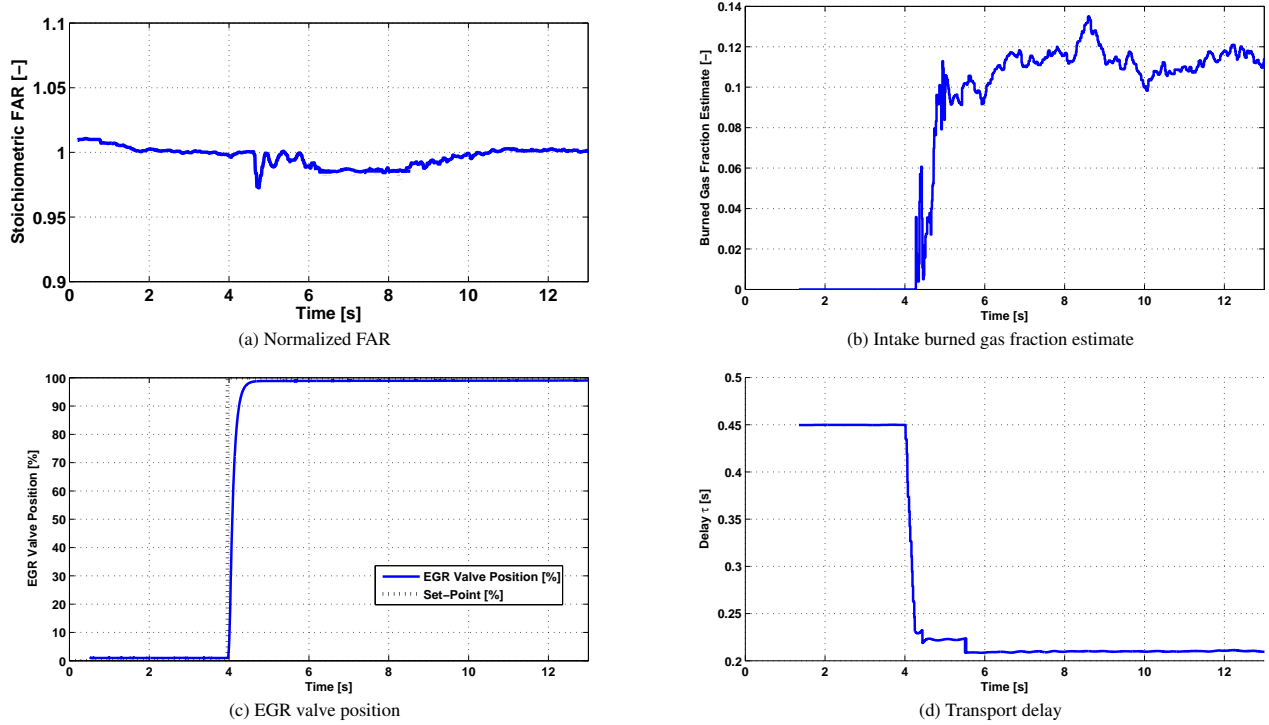 1.1
1.05
1
0.95
0.9
Stoichiometric FAR [−]
0 2 4 6 8 10 12
Time [s]
(a) Normalized FAR
0.14
0.12
0.1
0.08
0.06
0.04
0.02
0
Burned Gas Fraction Estimate [−]
2 4 6 8 10 12
Time [s]
(b) Intake burned gas fraction estimate
100
90
80
70
60
50
40
30
20
10
0
EGR Valve Position [%]
EGR Valve Position [%]
Set−Point [%]
0 2 4 6 8 10 12
Time [s]
(c) EGR valve position
0.5
0.45
0.4
0.35
0.3
0.25
0.2
Delay τ [s]
2 4 6 8 10 12
Time [s]
(d) Transport delay